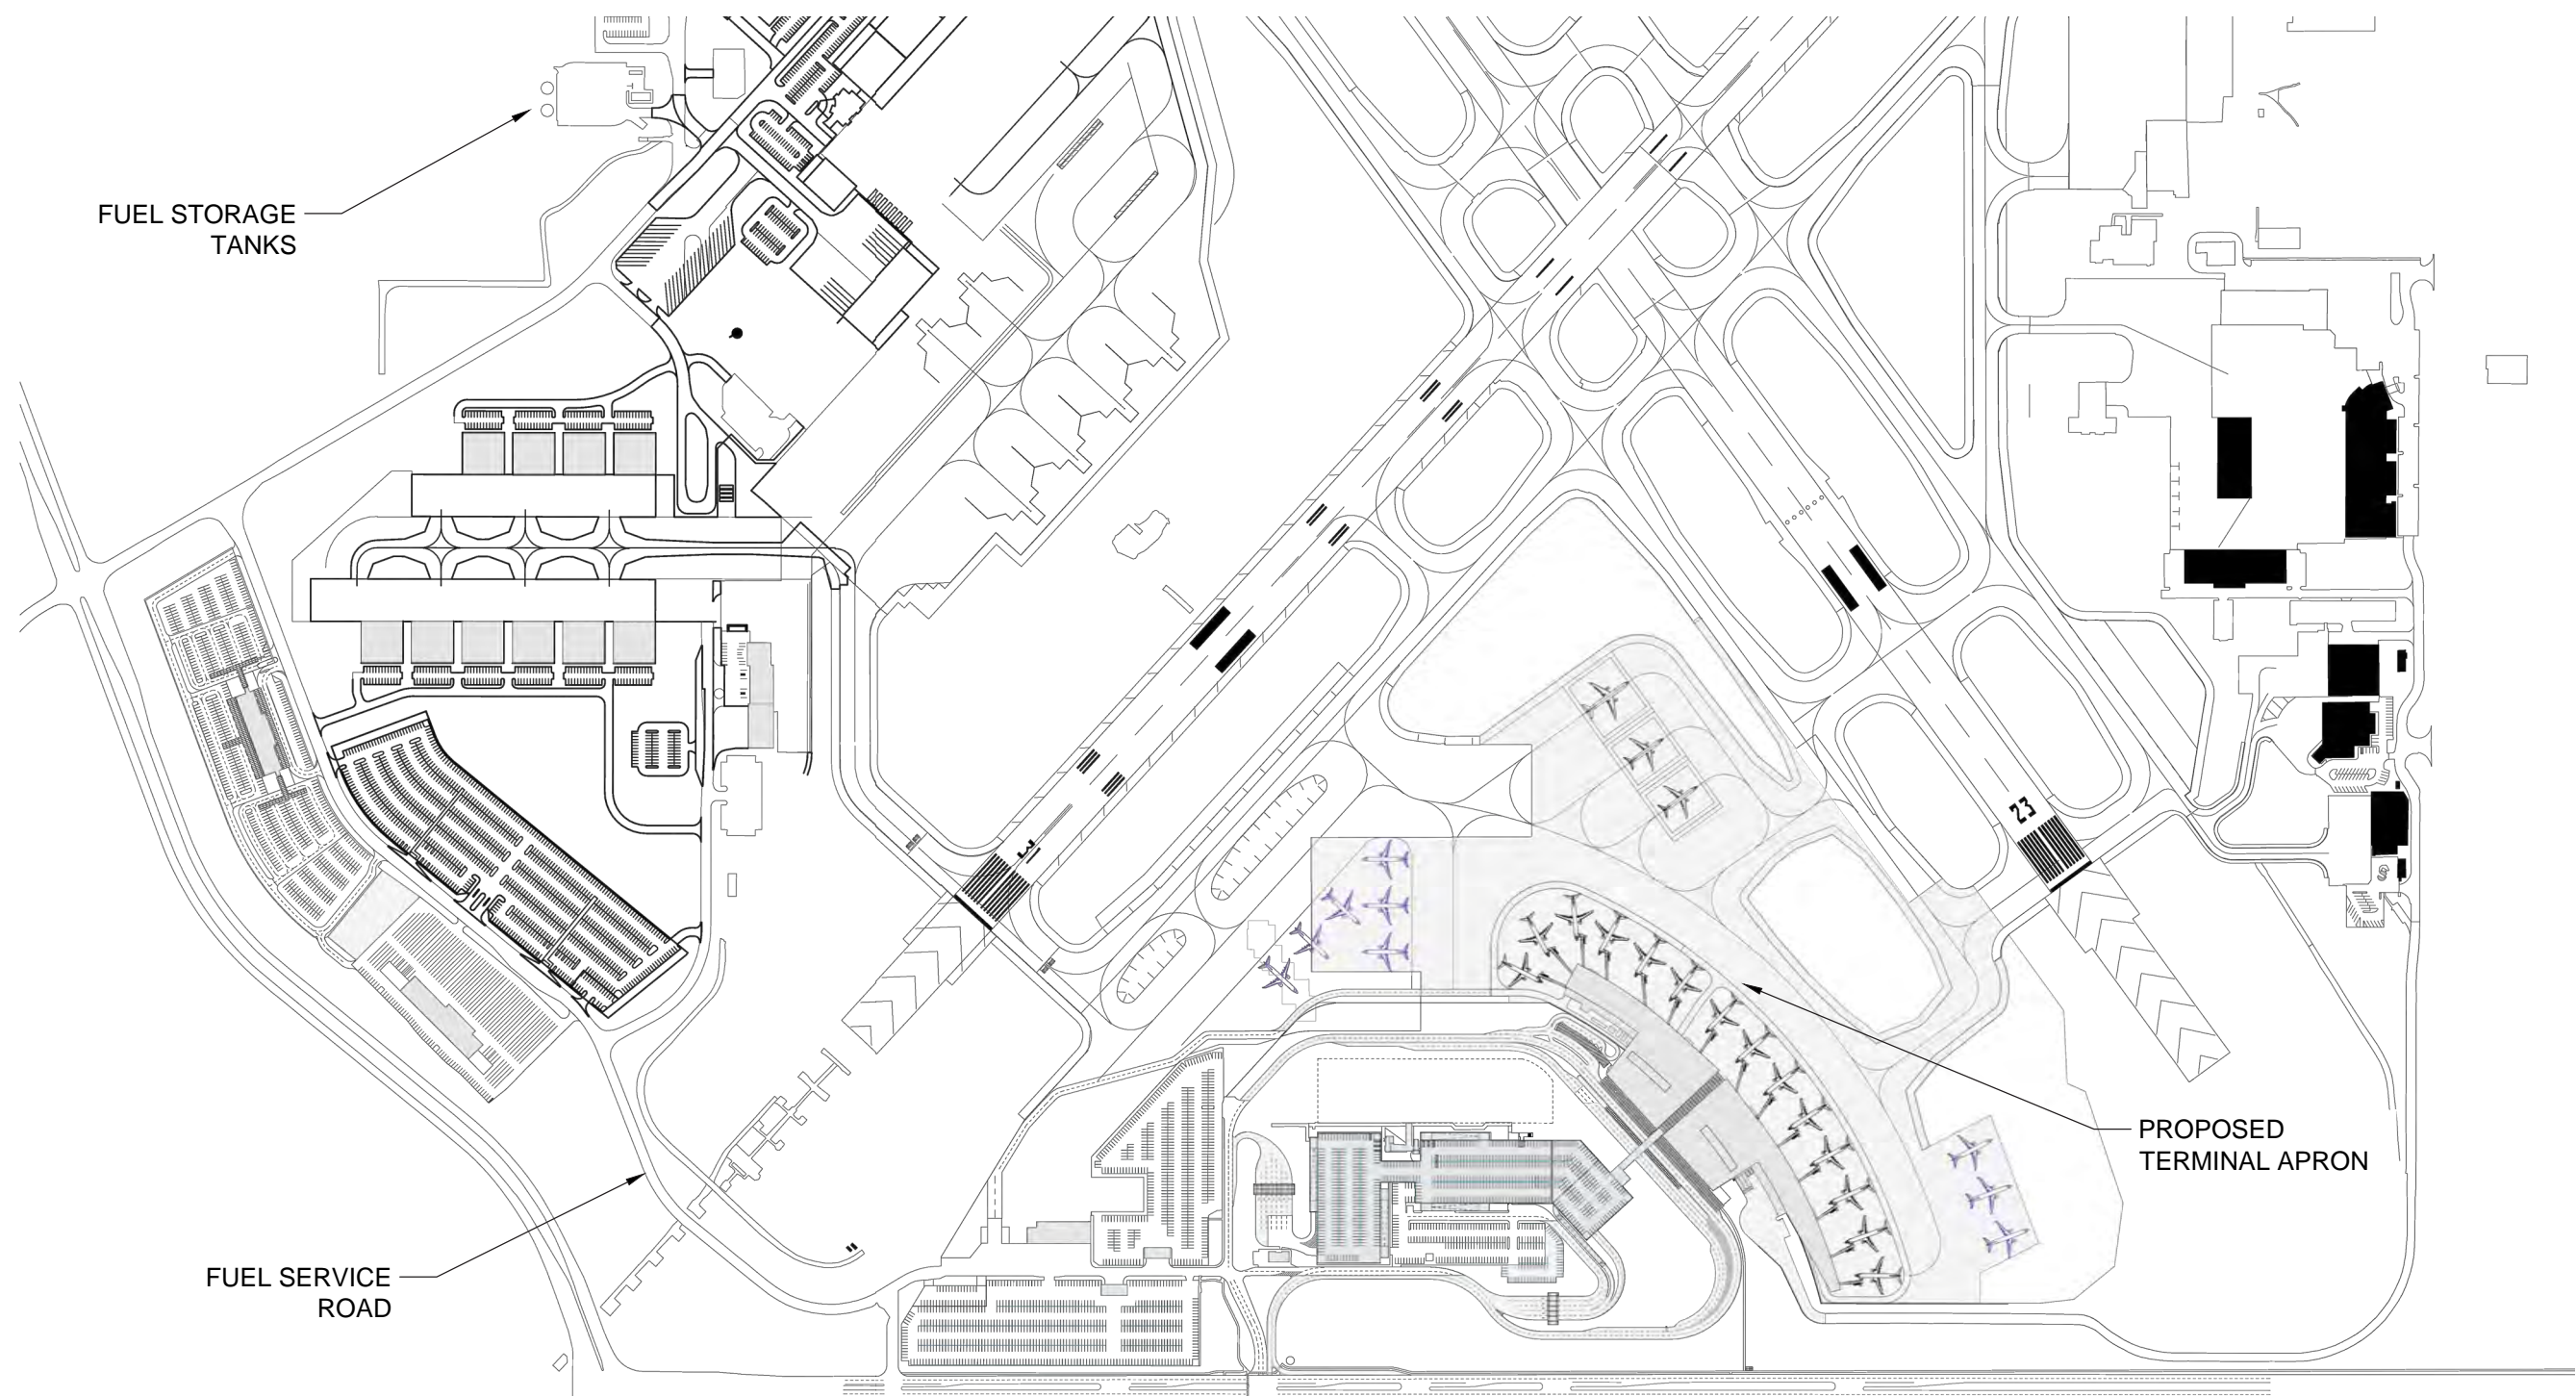 FUEL STORAGE
TANKS
23
PROPOSED
TERMINAL APRON
FUEL SERVICE
ROAD